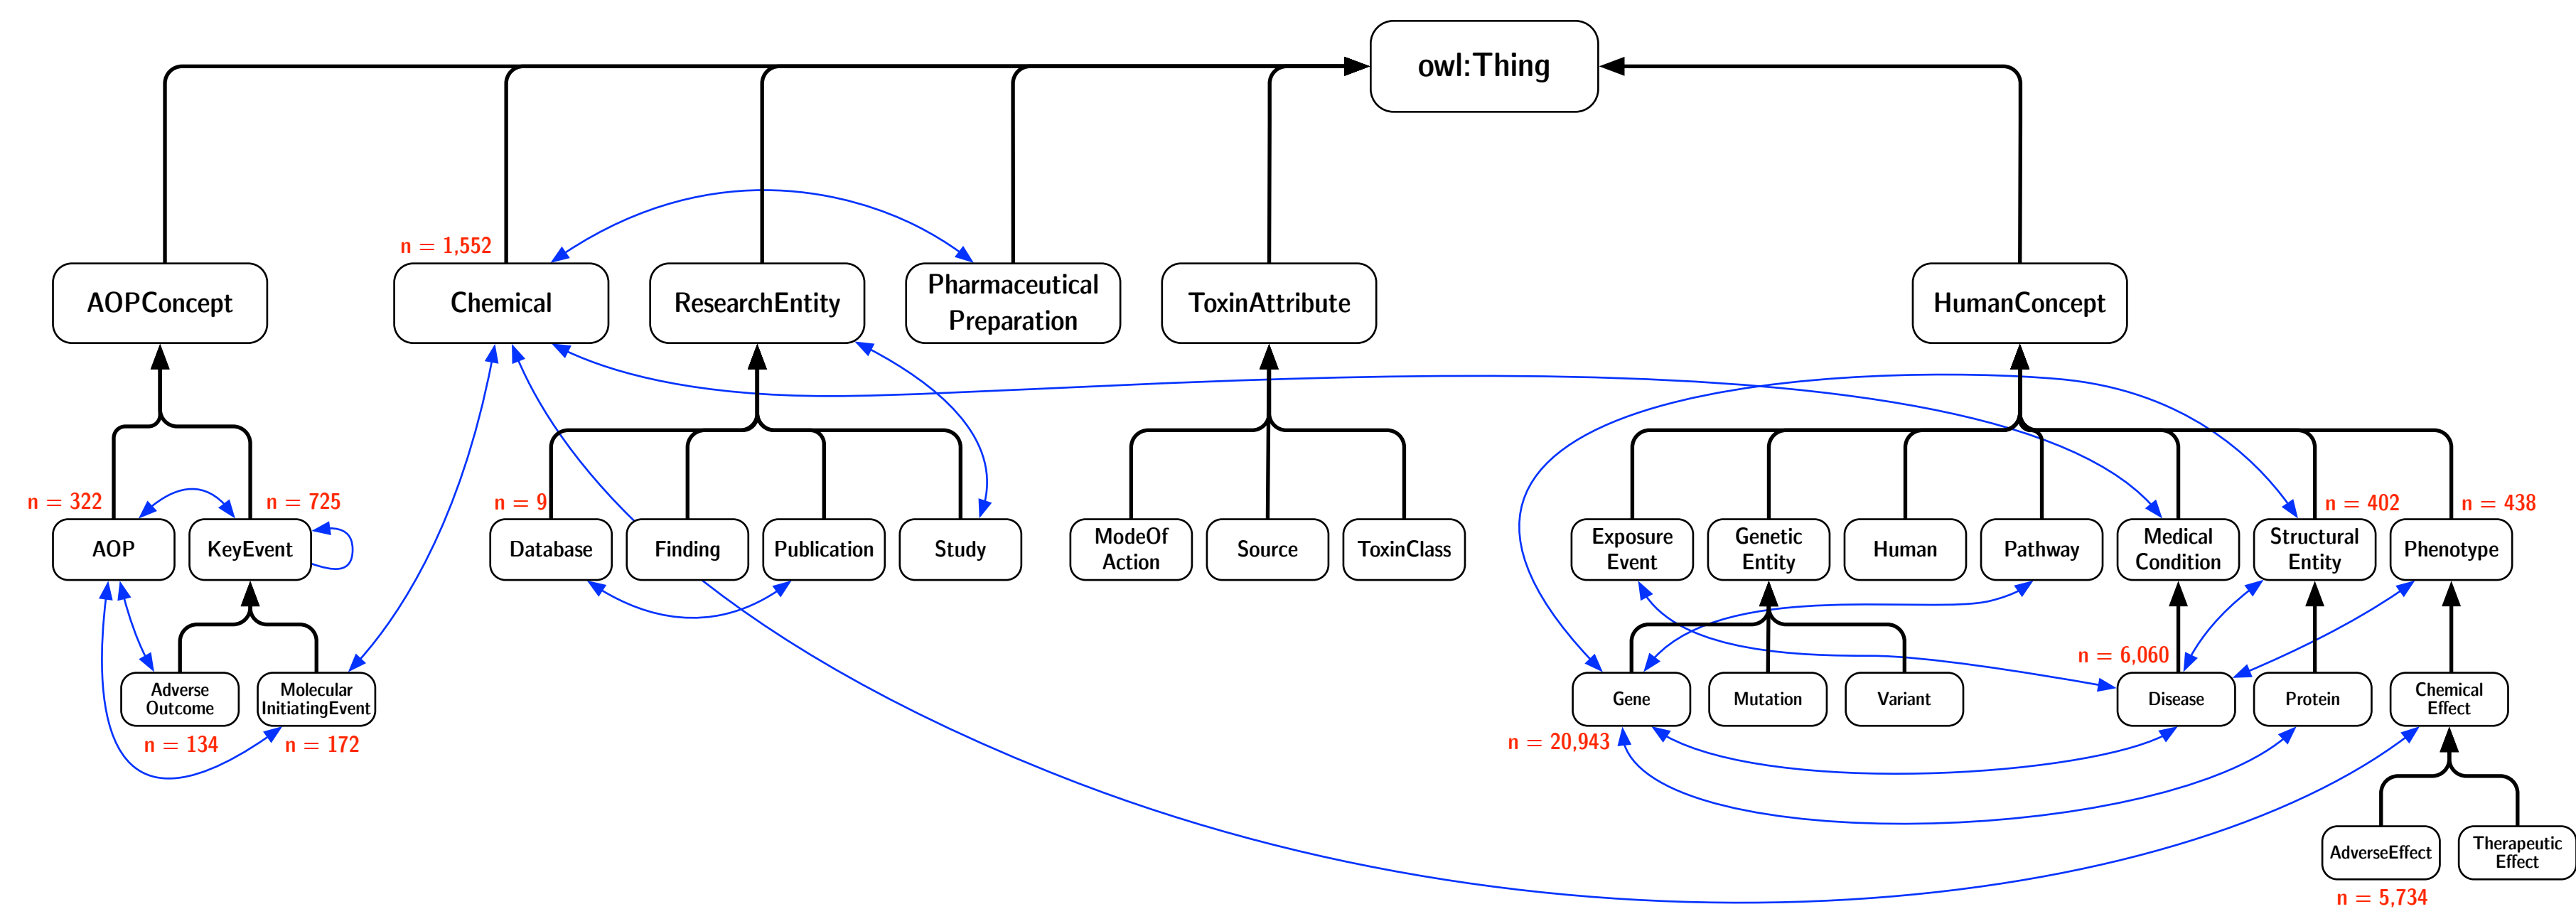 owl:Thing
n = 1,552
AOPConcept
Chemical
ResearchEntity
Pharmaceutical
Preparation
ToxinAttribute
HumanConcept
n = 322
n = 725
n = 9
n = 402
n = 438
AOP
KeyEvent
Database
Finding
Publication
Study
ModeOf
Action
Source
ToxinClass
Exposure
Event
Genetic
Entity
Human
Pathway
Medical
Condition
Structural
Entity
Phenotype
n = 6,060
Adverse
Outcome
Molecular
InitiatingEvent
Gene
Mutation
Variant
Disease
Protein
Chemical
Effect
n = 134
n = 172
n = 20,943
AdverseEffect
Therapeutic
Effect
n = 5,734